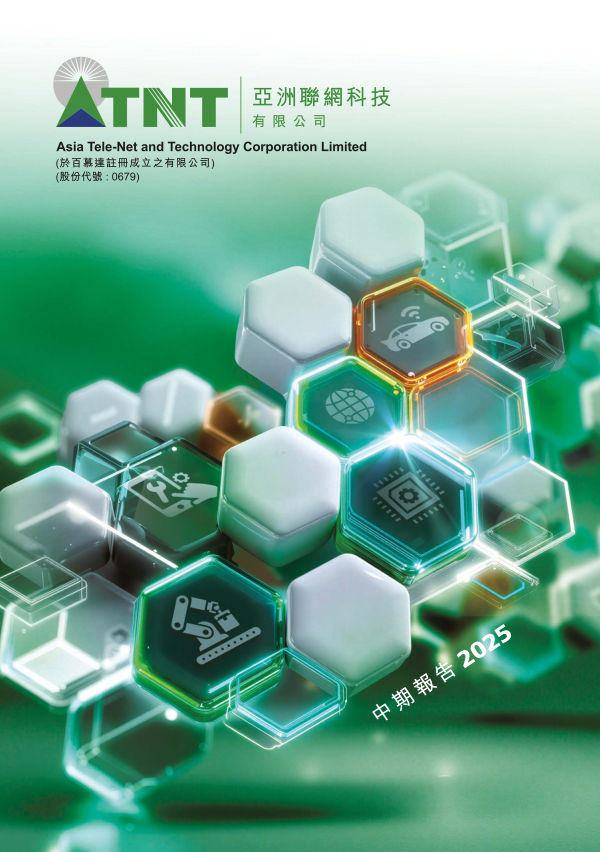 ATNT
亞洲聯網科技
有限公司
Asia Tele-Net and Technology Corporation Limited
(於百慕達註冊成立之有限公司)
(股份代號 : 0679)
中期報告 2025